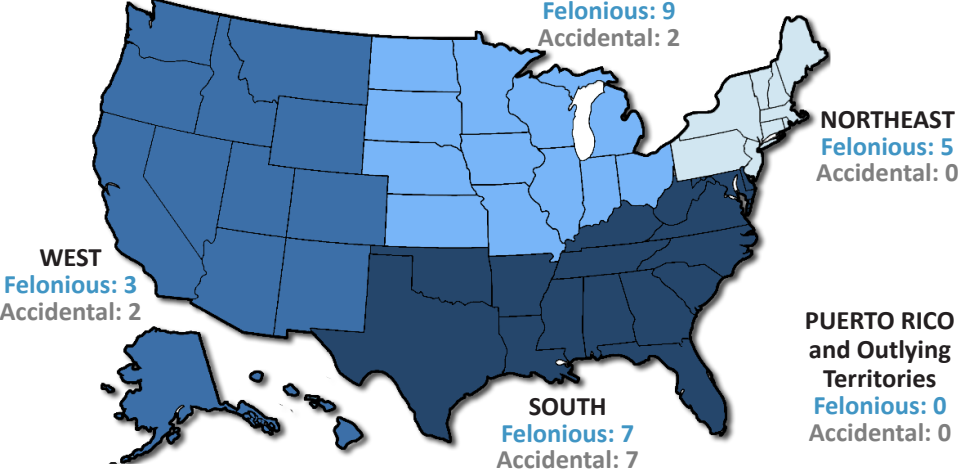 Felonious: 9
Accidental: 2
NORTHEAST
Felonious: 5
Accidental: 0
WEST
Felonious: 3
Accidental: 2
PUERTO RICO
and Outlying
Territories
Felonious: 0
Accidental: 0
SOUTH
Felonious: 7
Accidental: 7